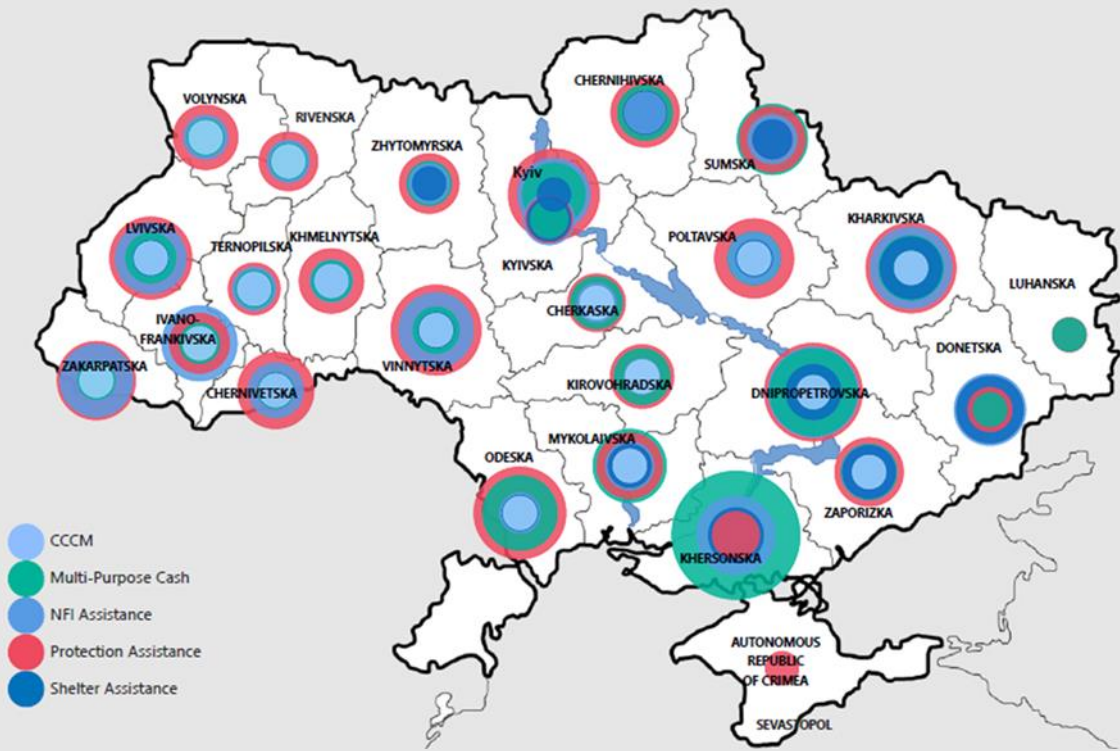 CHERNIHIVSKA
VOLYNSKA
RIVENSKA
ZHYTOMYRSKA
Kyiv
SUMSKA
LVIVSKA
TERNOPILSKA
KHMELNYTSKA
KYIVSKA
POLTAVSKA
KHARKIVSKA
LUHANSKA
CHERKASKA
IVANO-
FRANKIVSKA
DONETSKA
ZAKARPATSKA
CHERNIVETSKA
VINNYTSKA
KIROVOHRADSKA
DNIPROPETROVSKA
MYKOLAIVSKA
ODESKA
ZAPORIZKA
KHERSONSKA
CCCM
Multi-Purpose Cash
NFI Assistance
Protection Assistance
Shelter Assistance
AUTONOMOUS
REPUBLIC
OF CRIMEA
SEVASTOPOL